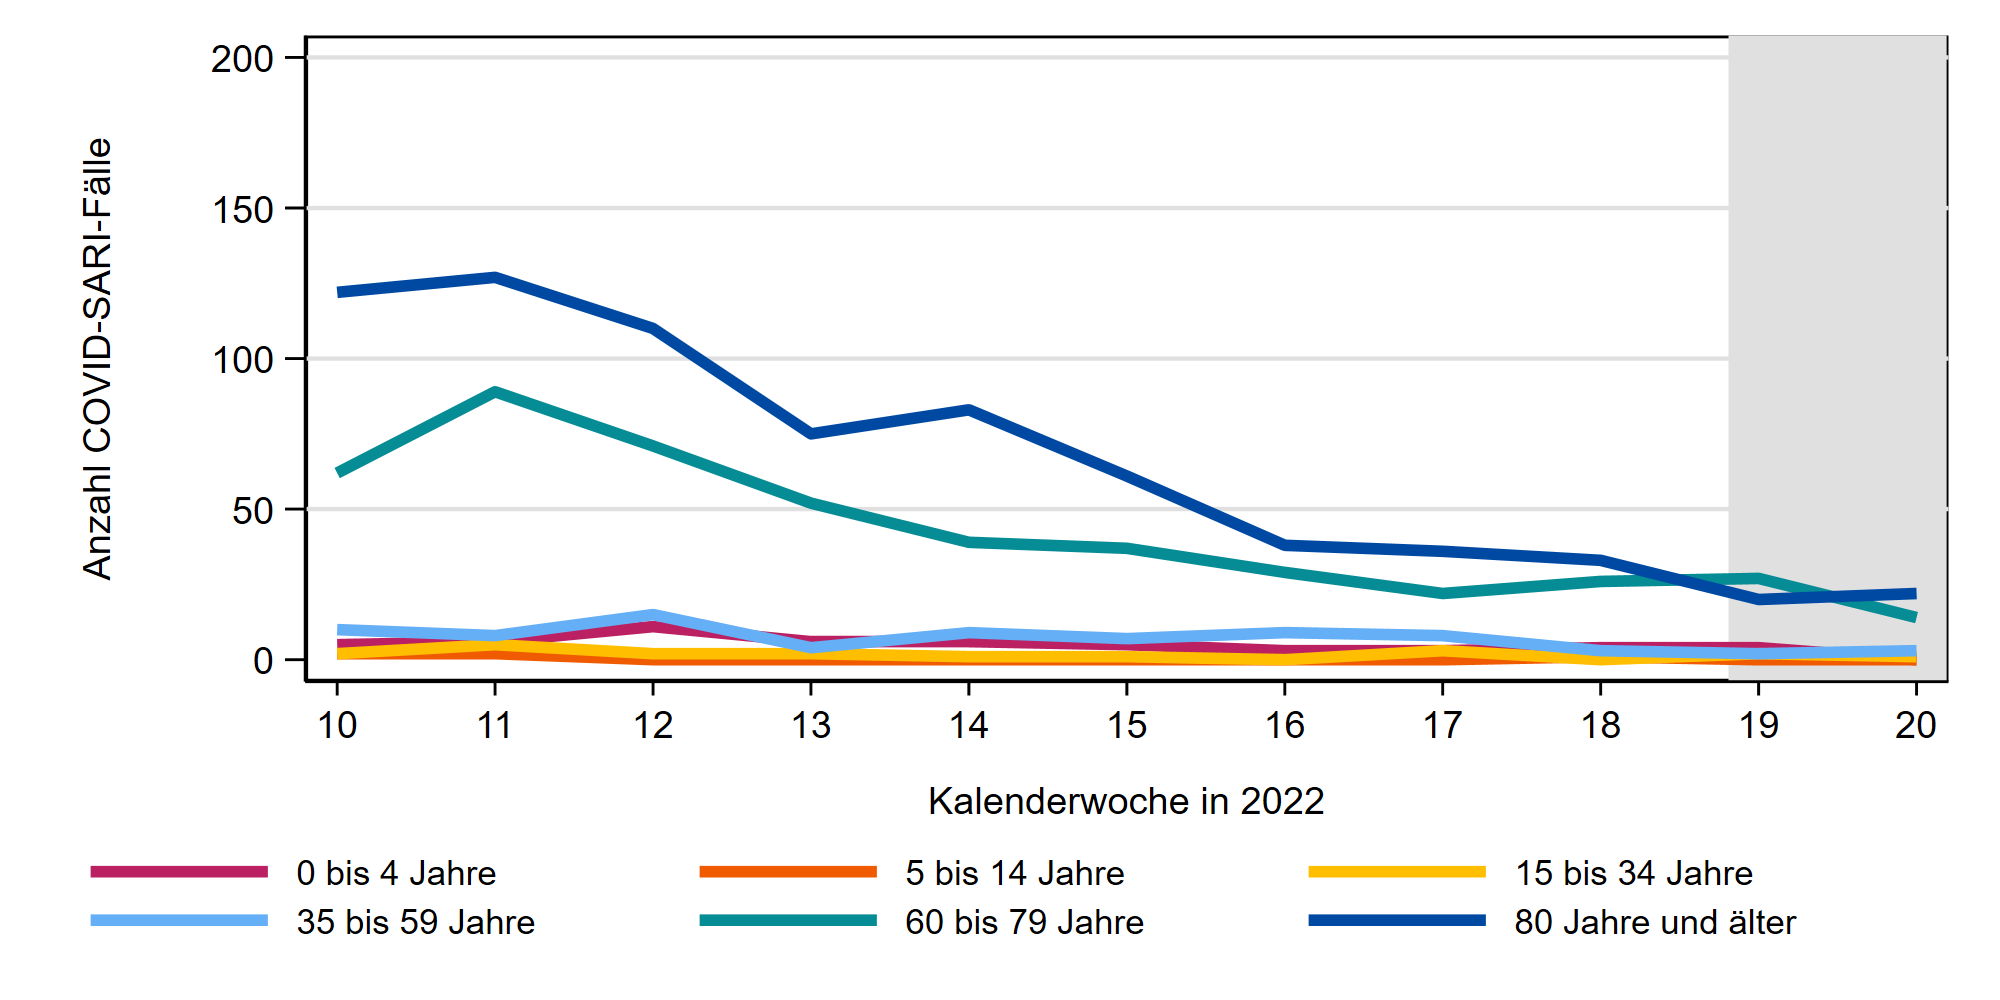 200
150
100
50
0
Anzahl COVID-SARI-Fälle
10 11 12 13 14 15 16 17 18 19 20
Kalenderwoche in 2022
0 bis 4 Jahre 5 bis 14 Jahre 15 bis 34 Jahre
35 bis 59 Jahre 60 bis 79 Jahre 80 Jahre und älter